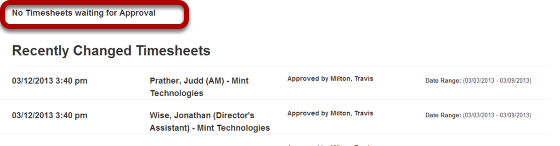 No Timesheets waiting for Approval
Recently Changed Timesheets
03/12/2013 3:40 pm Prather, Judd (AM) - Mint Technologies Approved by Milton, Travis Date Range: (03/03/2013 - 03/09/2013)
03/12/2013 3:40 pm Wise, Jonathan (Director's Assistant) - Mint Technologies Approved by Milton, Travis Date Range: (03/03/2013 - 03/09/2013)